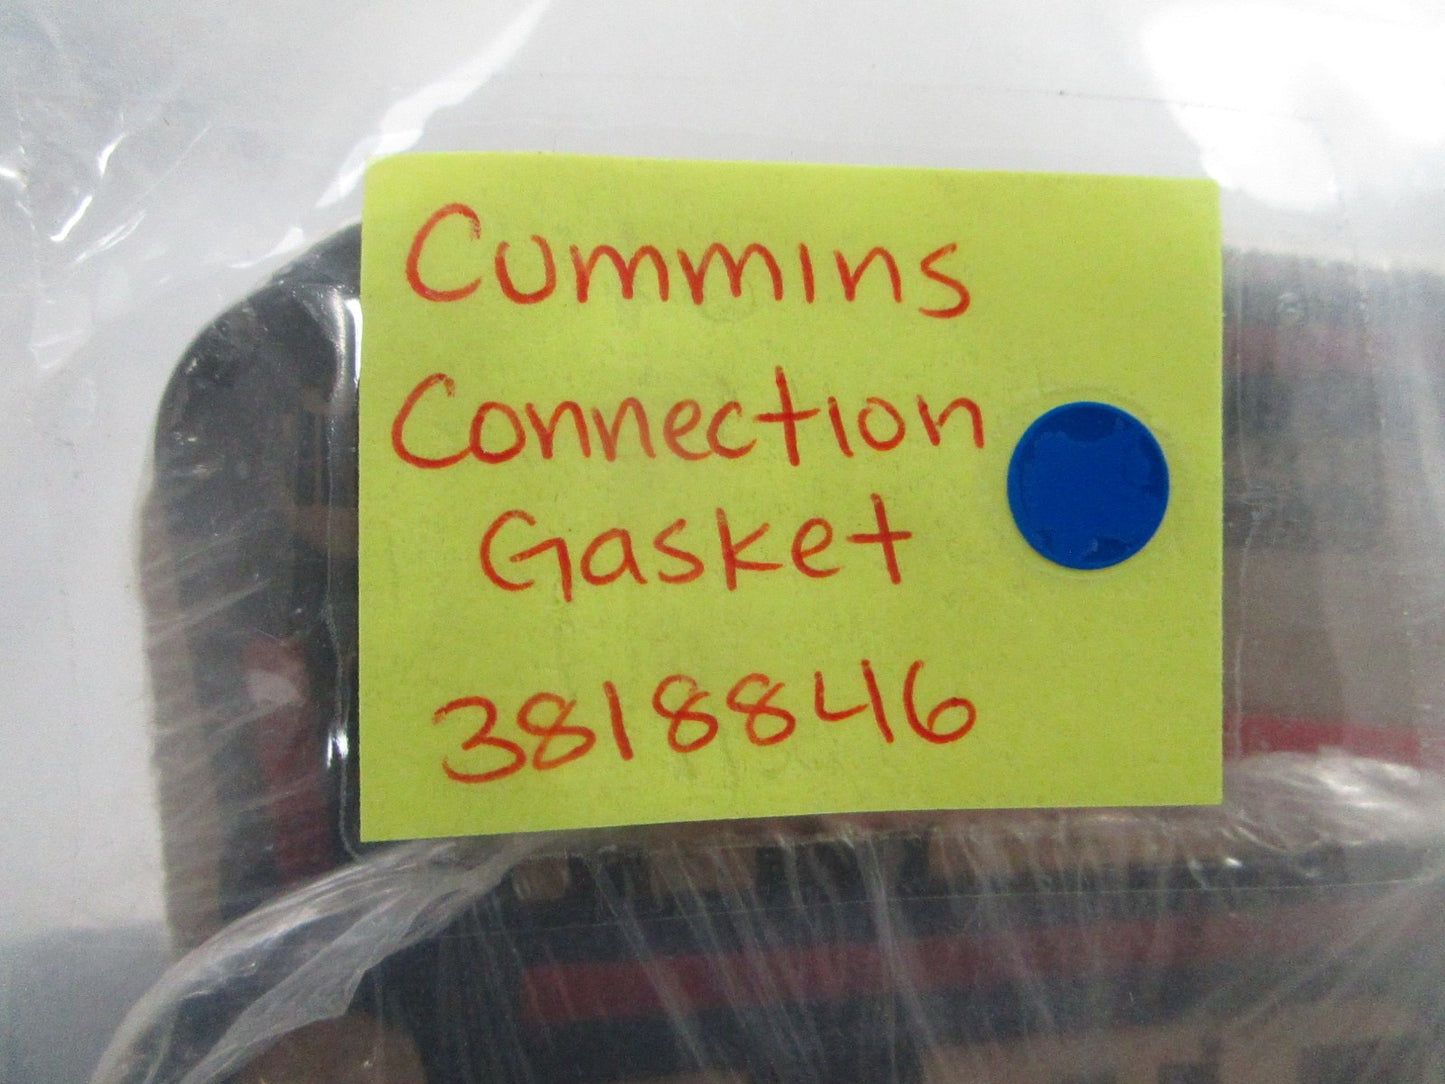 Cummins
Connection
Gasket
3818846